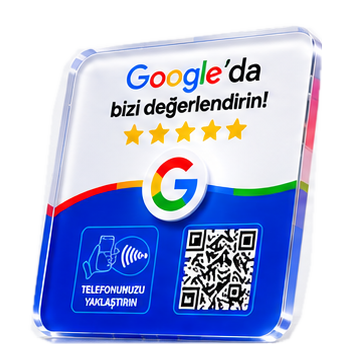 Google'da
bizi değerlendirin!
G
TELEFONUNUZU
YAKLAŞTIRIN